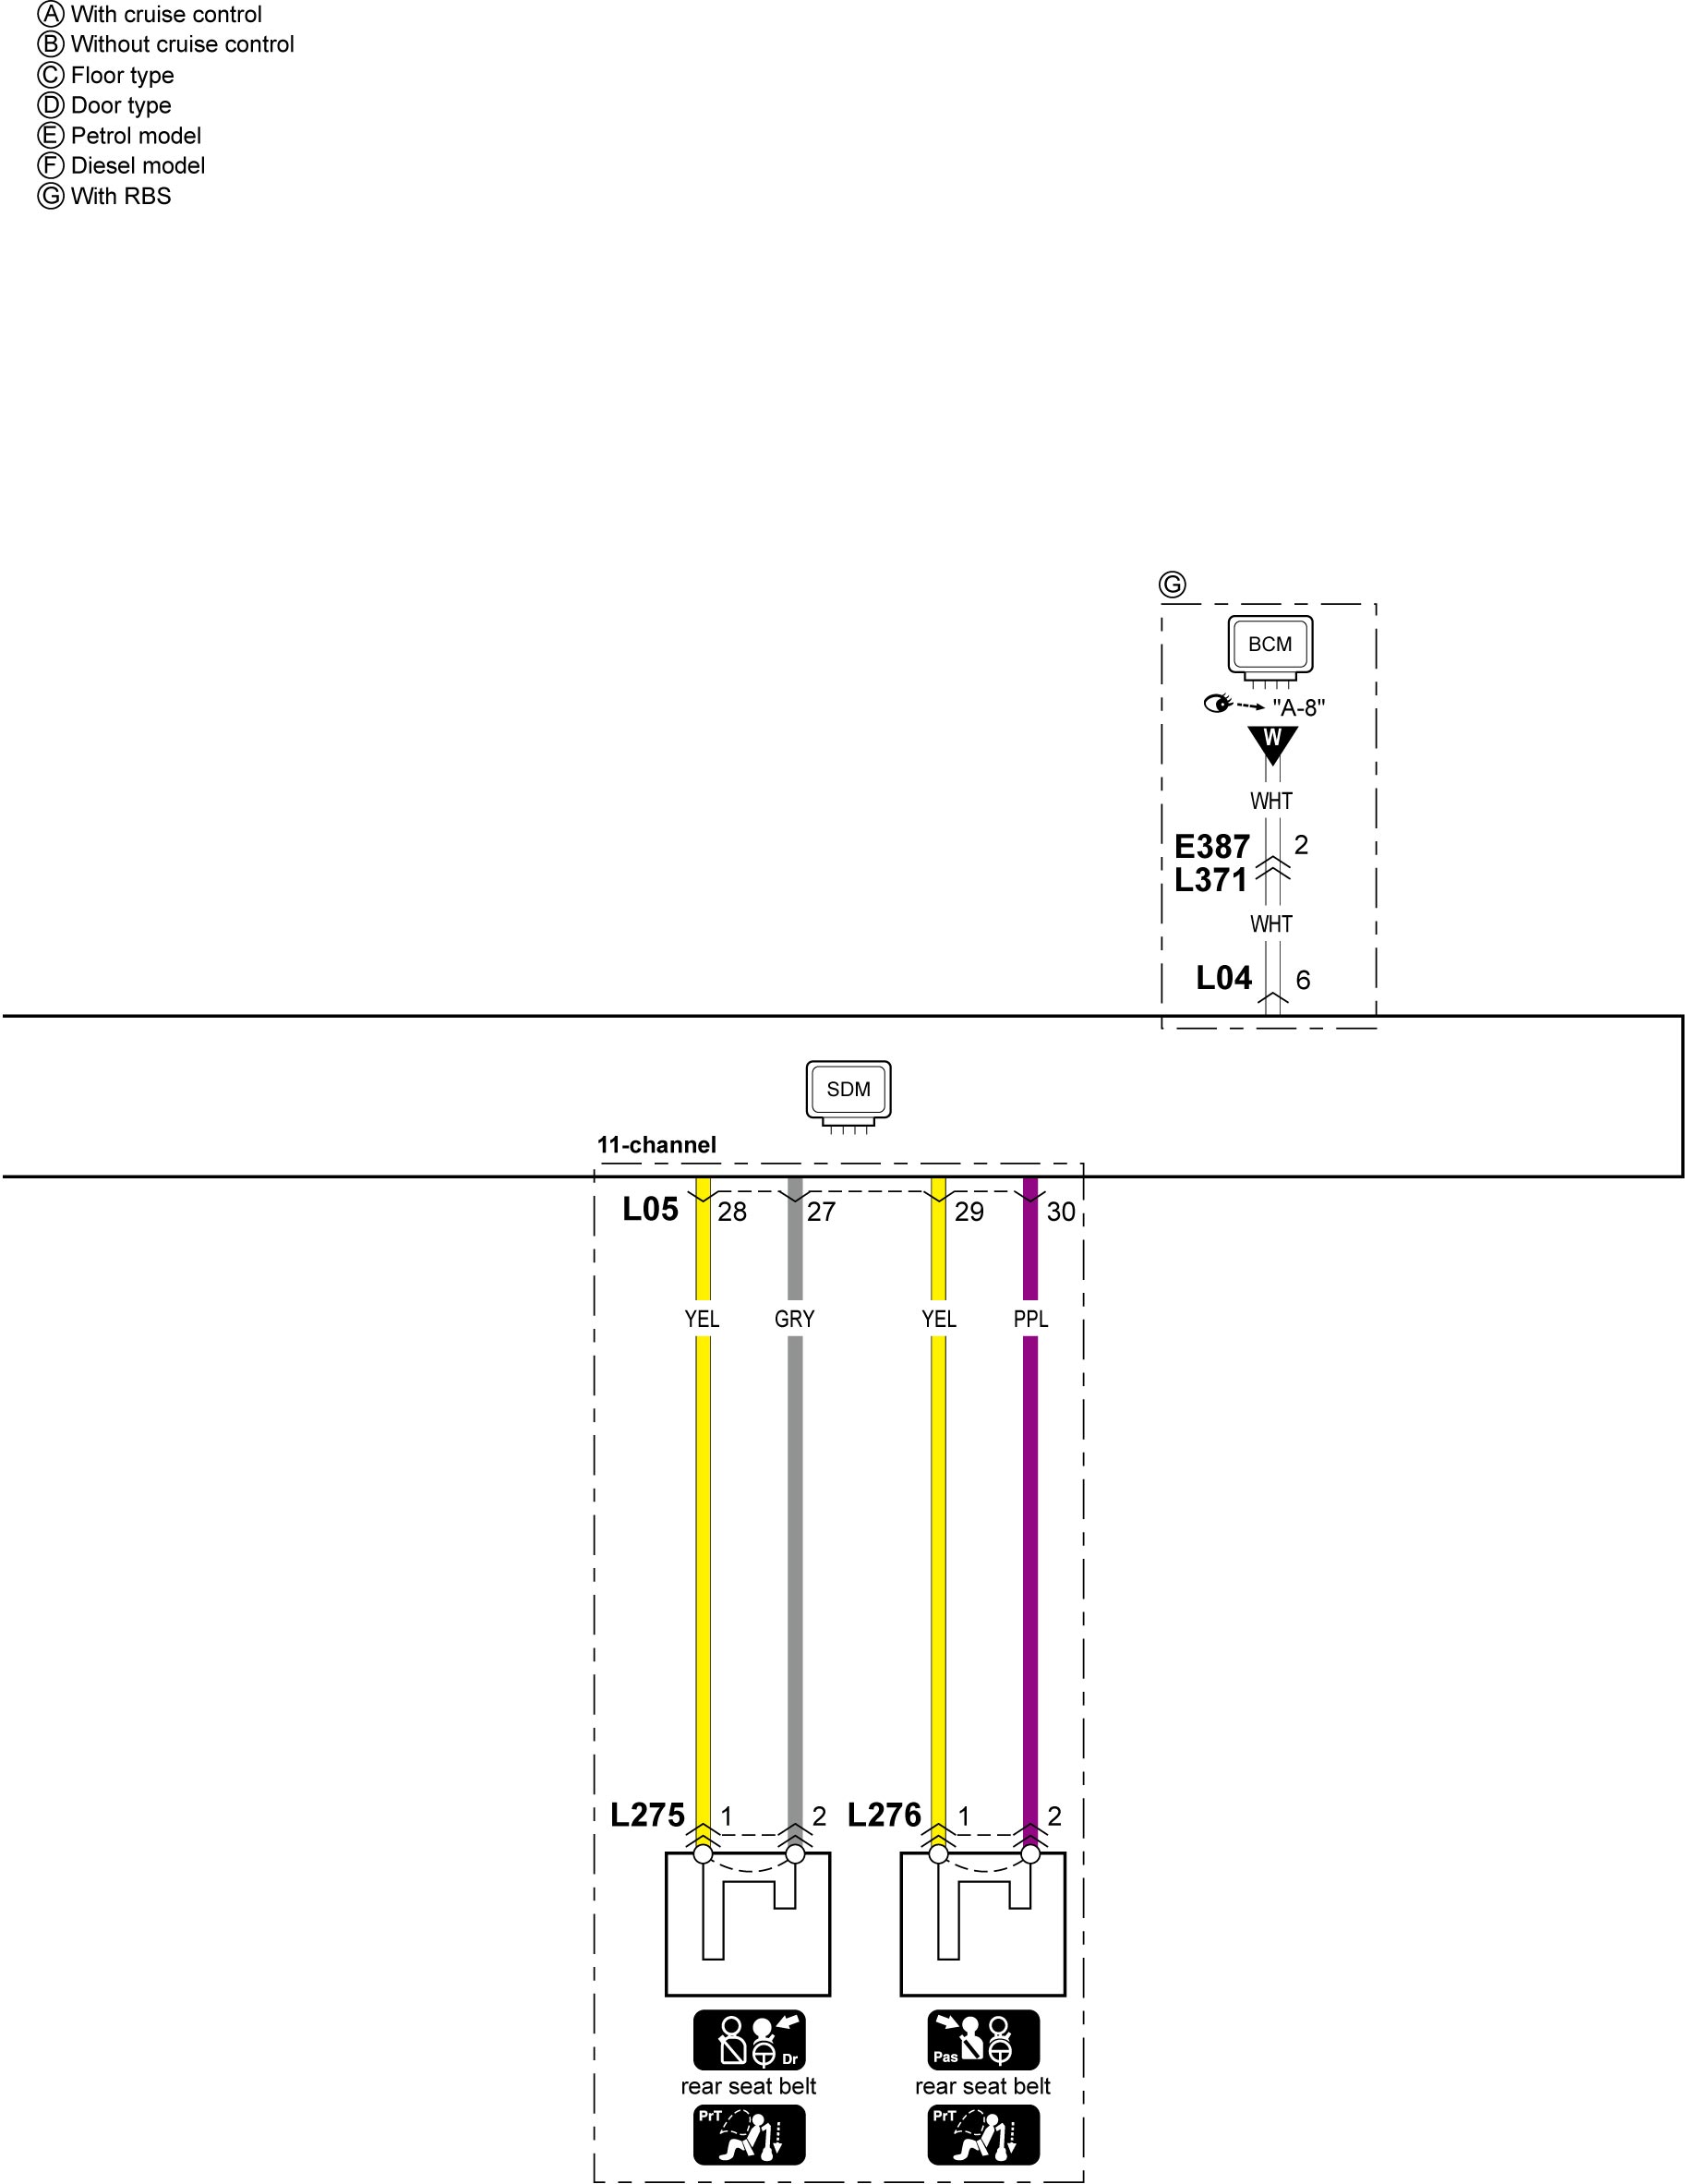 A With cruise control
B Without cruise control
C Floor type
D Door type
E Petrol model
F Diesel model
G With RBS
G
BCM
"A-8"
W
WHT
E387 2
L371
WHT
L04 6
SDM
11-channel
L05 28 27 29 30
YEL GRY YEL PPL
L275 1 2 L276 1 2
Dr Pas
rear seat belt rear seat belt
PrT PrT